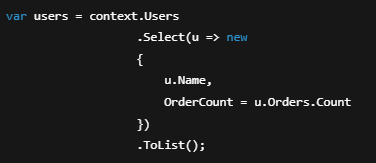 var users = context.Users
.Select(u => new
{
u.Name,
OrderCount = u.Orders.Count
})
.ToList();